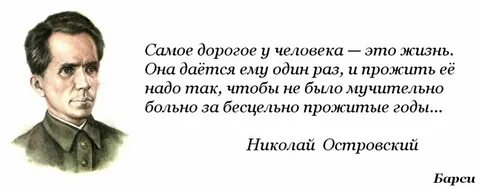 Самое дорогое у человека — это жизнь.
Она даётся ему один раз, и прожить её
надо так, чтобы не было мучительно
больно за бесцельно прожитые годы...
Николай Островский
Барси